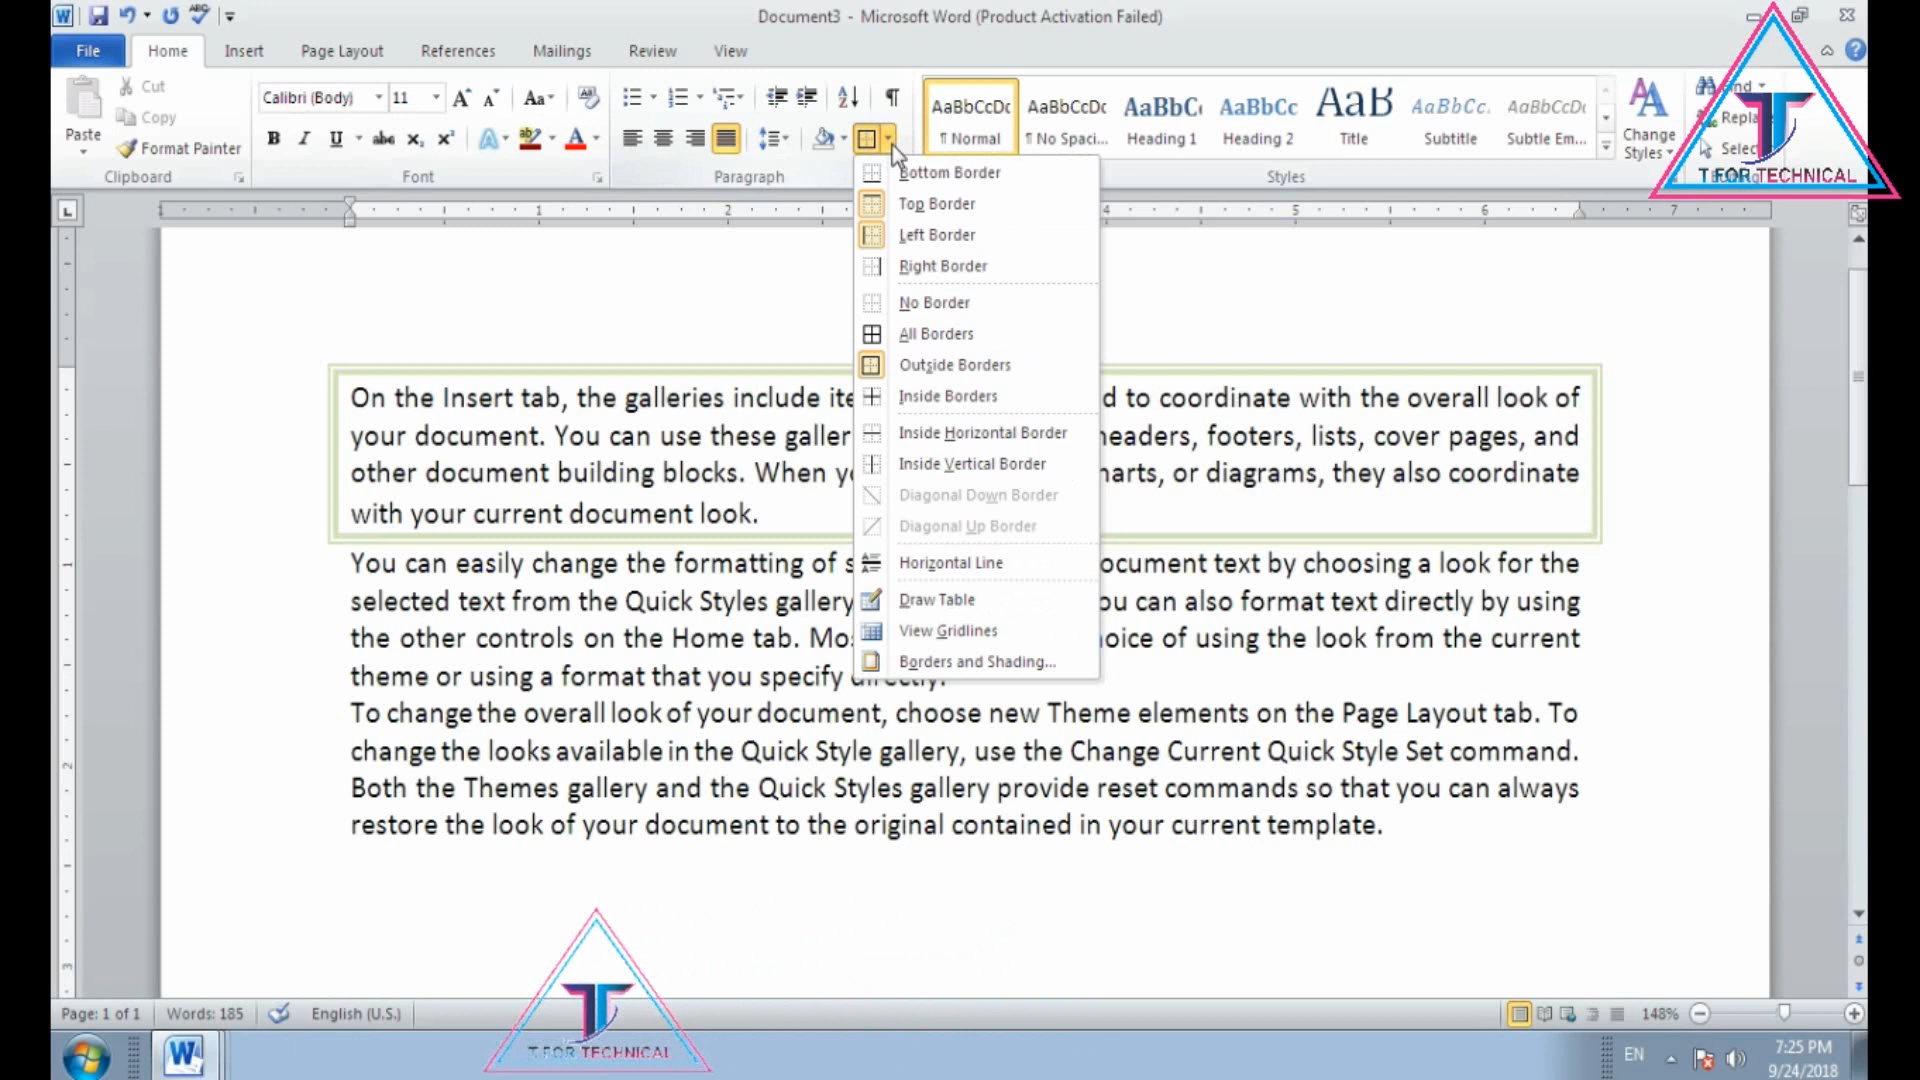 Document3 - Microsoft Word (Product Activation Failed)
File Home Insert Page Layout References Mailings Review View
Paste
Cut
Copy
Format Painter
Clipboard
Calibri (Body) 11
Font
Paragraph
AaBbCcDc AaBbCcDc AaBbC AaBbCc AaB AaBbCc. AaBbCcDc
¶ Normal ¶ No Spaci... Heading 1 Heading 2 Title Subtitle Subtle Em...
Change
Styles
Styles
Replac
Select
T FOR TECHNICAL
1 1 2 4 5 6 7
Bottom Border
Top Border
Left Border
Right Border
No Border
All Borders
Outside Borders
Inside Borders
Inside Horizontal Border
Inside Vertical Border
Diagonal Down Border
Diagonal Up Border
Horizontal Line
Draw Table
View Gridlines
Borders and Shading...
On the Insert tab, the galleries include d to coordinate with the overall look of
your document. You can use these headers, footers, lists, cover pages, and
other document building blocks. When or diagrams, they also coordinate
with your current document look.
You can easily change the formatting of document text by choosing a look for the
selected text from the Quick Styles gallery can also format text directly by using
the other controls on the Home tab. of using the look from the current
theme or using a format that you specify directly.
To change the overall look of your document, choose new Theme elements on the Page Layout tab. To
change the looks available in the Quick Style gallery, use the Change Current Quick Style Set command.
Both the Themes gallery and the Quick Styles gallery provide reset commands so that you can always
restore the look of your document to the original contained in your current template.
T FOR TECHNICAL
Page: 1 of 1 Words: 185 English (U.S.) 148%
EN 7:25 PM
9/24/2018